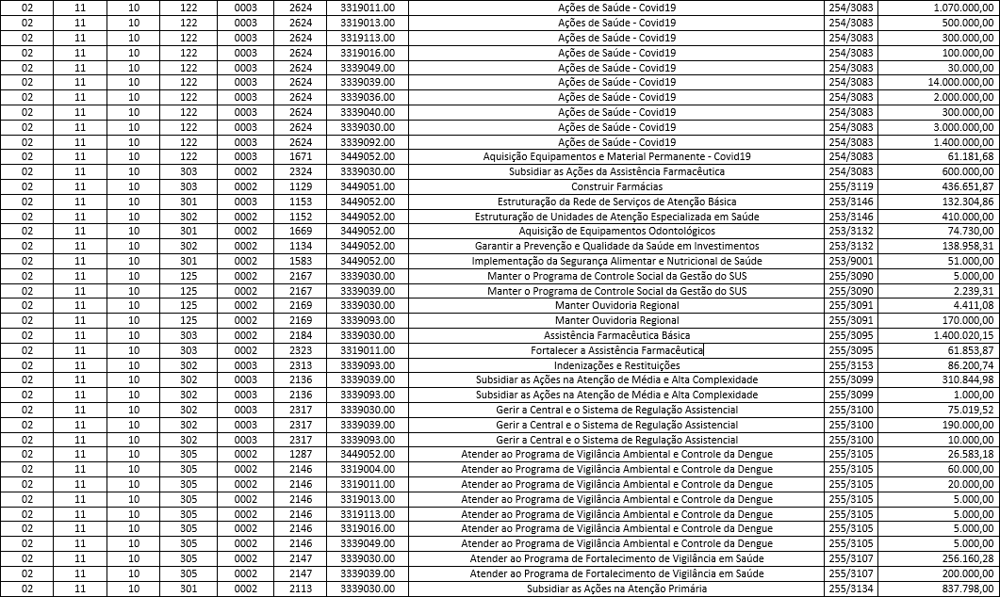 02 11 10 122 0003 2624 3319011.00 Ações de Saúde - Covid19 254/3083 1.070.000,00
02 11 10 122 0003 2624 3319013.00 Ações de Saúde - Covid19 254/3083 500.000,00
02 11 10 122 0003 2624 3319113.00 Ações de Saúde - Covid19 254/3083 300.000,00
02 11 10 122 0003 2624 3319016.00 Ações de Saúde - Covid19 254/3083 100.000,00
02 11 10 122 0003 2624 3339049.00 Ações de Saúde - Covid19 254/3083 30.000,00
02 11 10 122 0003 2624 3339039.00 Ações de Saúde - Covid19 254/3083 14.000.000,00
02 11 10 122 0003 2624 3339036.00 Ações de Saúde - Covid19 254/3083 2.000.000,00
02 11 10 122 0003 2624 3339040.00 Ações de Saúde - Covid19 254/3083 300.000,00
02 11 10 122 0003 2624 3339030.00 Ações de Saúde - Covid19 254/3083 3.000.000,00
02 11 10 122 0003 2624 3339092.00 Ações de Saúde - Covid19 254/3083 1.400.000,00
02 11 10 122 0003 1671 3449052.00 Aquisição Equipamentos e Material Permanente - Covid19 254/3083 61.181,68
02 11 10 303 0002 2324 3339030.00 Subsidiar as Ações da Assistência Farmacêutica 254/3083 600.000,00
02 11 10 303 0002 1129 3449051.00 Construir Farmácias 255/3119 436.651,87
02 11 10 301 0003 1153 3449052.00 Estruturação da Rede de Serviços de Atenção Básica 253/3146 132.304,86
02 11 10 302 0002 1152 3449052.00 Estruturação de Unidades de Atenção Especializada em Saúde 253/3146 410.000,00
02 11 10 301 0002 1669 3449052.00 Aquisição de Equipamentos Odontológicos 253/3132 74.730,00
02 11 10 302 0002 1134 3449052.00 Garantir a Prevenção e Qualidade da Saúde em Investimentos 253/3132 138.958,31
02 11 10 301 0002 1583 3449052.00 Implementação da Segurança Alimentar e Nutricional de Saúde 253/9001 51.000,00
02 11 10 125 0002 2167 3339030.00 Manter o Programa de Controle Social da Gestão do SUS 255/3090 5.000,00
02 11 10 125 0002 2167 3339039.00 Manter o Programa de Controle Social da Gestão do SUS 255/3090 2.239,31
02 11 10 125 0002 2169 3339030.00 Manter Ouvidoria Regional 255/3091 4.411,08
02 11 10 125 0002 2169 3339093.00 Manter Ouvidoria Regional 255/3091 170.000,00
02 11 10 303 0002 2184 3339030.00 Assistência Farmacêutica Básica 255/3095 1.400.020,15
02 11 10 303 0002 2323 3319011.00 Fortalecer a Assistência Farmacêutica 255/3095 61.853,87
02 11 10 302 0003 2313 3339093.00 Indenizações e Restituições 255/3153 86.200,74
02 11 10 302 0003 2136 3339039.00 Subsidiar as Ações na Atenção de Média e Alta Complexidade 255/3099 310.844,98
02 11 10 302 0003 2136 3339093.00 Subsidiar as Ações na Atenção de Média e Alta Complexidade 255/3099 1.000,00
02 11 10 302 0003 2317 3339030.00 Gerir a Central e o Sistema de Regulação Assistencial 255/3100 75.019,52
02 11 10 302 0003 2317 3339039.00 Gerir a Central e o Sistema de Regulação Assistencial 255/3100 190.000,00
02 11 10 302 0003 2317 3339093.00 Gerir a Central e o Sistema de Regulação Assistencial 255/3100 10.000,00
02 11 10 305 0002 1287 3449052.00 Atender ao Programa de Vigilância Ambiental e Controle da Dengue 255/3105 26.583,18
02 11 10 305 0002 2146 3319004.00 Atender ao Programa de Vigilância Ambiental e Controle da Dengue 255/3105 60.000,00
02 11 10 305 0002 2146 3319011.00 Atender ao Programa de Vigilância Ambiental e Controle da Dengue 255/3105 20.000,00
02 11 10 305 0002 2146 3319013.00 Atender ao Programa de Vigilância Ambiental e Controle da Dengue 255/3105 5.000,00
02 11 10 305 0002 2146 3319113.00 Atender ao Programa de Vigilância Ambiental e Controle da Dengue 255/3105 5.000,00
02 11 10 305 0002 2146 3319016.00 Atender ao Programa de Vigilância Ambiental e Controle da Dengue 255/3105 5.000,00
02 11 10 305 0002 2146 3339049.00 Atender ao Programa de Vigilância Ambiental e Controle da Dengue 255/3105 5.000,00
02 11 10 305 0002 2147 3339030.00 Atender ao Programa de Fortalecimento de Vigilância em Saúde 255/3107 256.160,28
02 11 10 305 0002 2147 3339039.00 Atender ao Programa de Fortalecimento de Vigilância em Saúde 255/3107 200.000,00
02 11 10 301 0002 2113 3339030.00 Subsidiar as Ações na Atenção Primária 255/3134 837.798,00